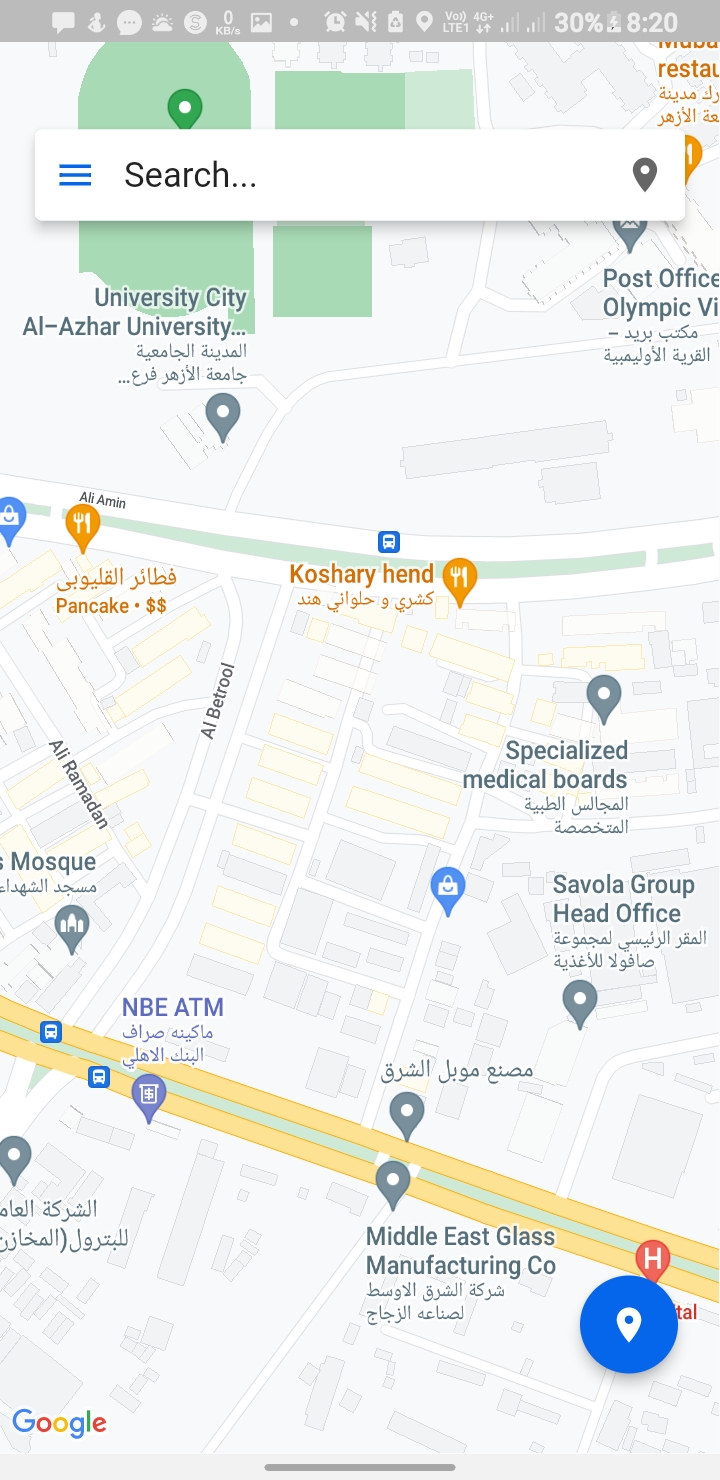 0
KB/s
Vo))
LTE1
4G+
30%
8:20
restau
رك مدينة
عة الأزهر
Search...
University City
Al-Azhar University...
المدينة الجامعية
جامعة الأزهر فرع...
Post Office
Olympic Vi
مكتب بريد –
القرية الأوليمبية
Ali Amin
فطائر القليوبى
Pancake • $$
Koshary hend
كشري و حلواني هند
Al Betrool
Ali Ramadan
Specialized
medical boards
المجالس الطبية
المتخصصة
s Mosque
مسجد الشهداء
Savola Group
Head Office
المقر الرئيسي لمجموعة
صافولا للأغذية
NBE ATM
ماكينه صراف
البنك الاهلي
مصنع موبل الشرق
الشركة العام
للبترول(المخازن
Middle East Glass
Manufacturing Co
شركة الشرق الاوسط
لصناعه الزجاج
H
tal
Google